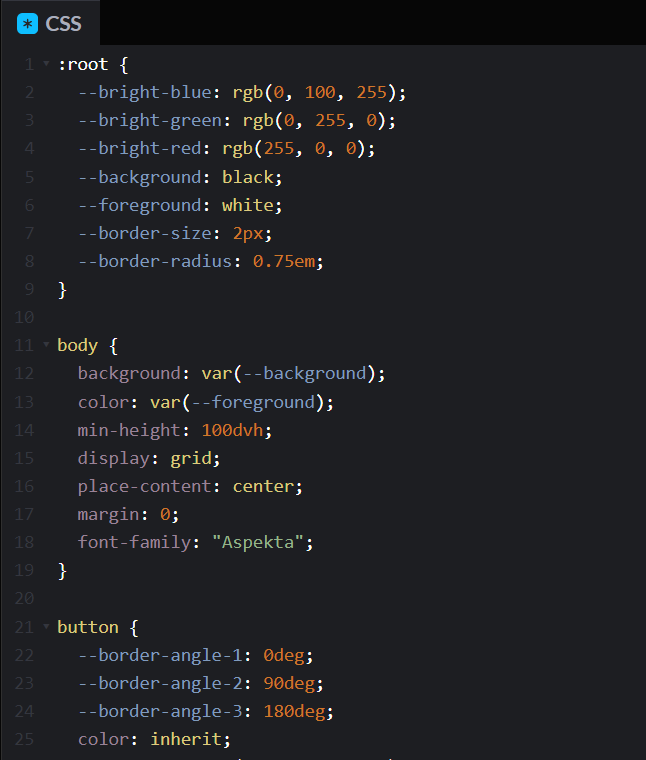 * CSS
1 :root {
2 --bright-blue: rgb(0, 100, 255);
3 --bright-green: rgb(0, 255, 0);
4 --bright-red: rgb(255, 0, 0);
5 --background: black;
6 --foreground: white;
7 --border-size: 2px;
8 --border-radius: 0.75em;
9 }
10
11 body {
12 background: var(--background);
13 color: var(--foreground);
14 min-height: 100dvh;
15 display: grid;
16 place-content: center;
17 margin: 0;
18 font-family: "Aspekta";
19 }
20
21 button {
22 --border-angle-1: 0deg;
23 --border-angle-2: 90deg;
24 --border-angle-3: 180deg;
25 color: inherit;